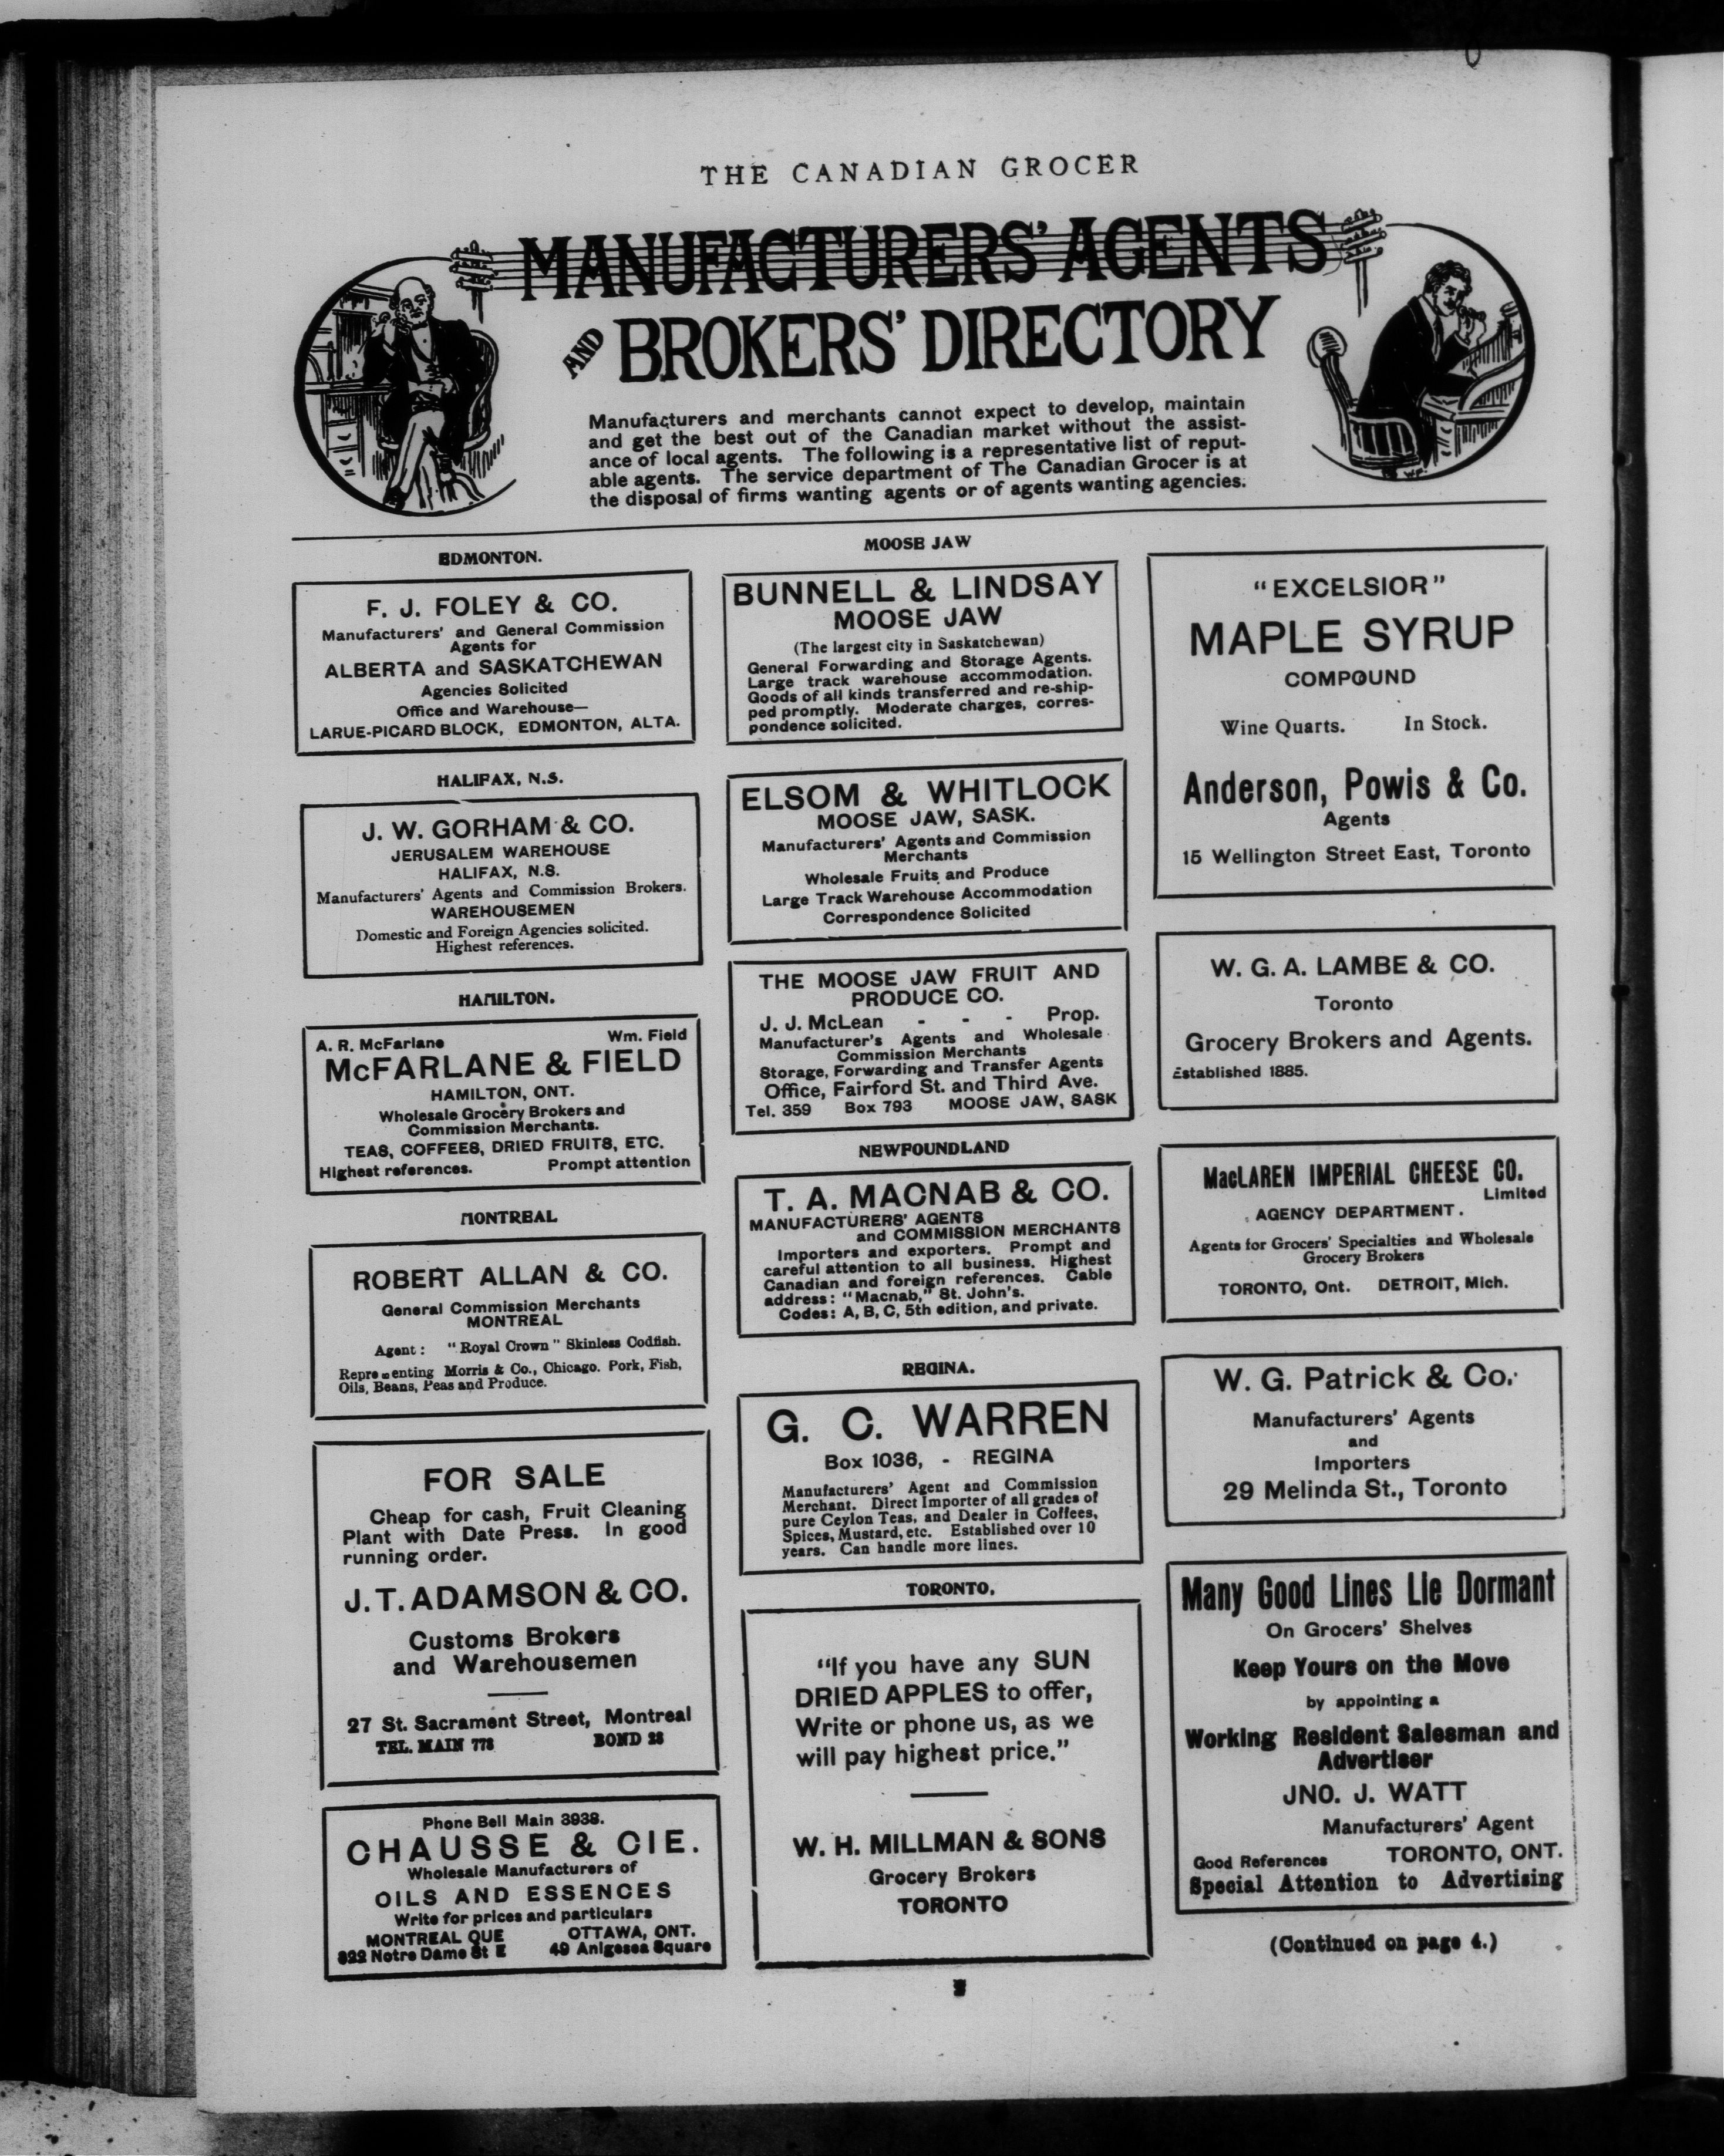 THE CANADIAN GROCER
MANUFACTURERS' AGENTS
AND BROKERS' DIRECTORY
Manufacturers and merchants cannot expect to develop, maintain
and get the best out of the Canadian market without the assist-
ance of local agents. The following is a representative list of reput-
able agents. The service department of The Canadian Grocer is at
the disposal of firms wanting agents or of agents wanting agencies.
EDMONTON.
F. J. FOLEY & CO.
Manufacturers' and General Commission
Agents for
ALBERTA and SASKATCHEWAN
Agencies Solicited
Office and Warehouse—
LARUE-PICARD BLOCK, EDMONTON, ALTA.
HALIFAX, N.S.
J. W. GORHAM & CO.
JERUSALEM WAREHOUSE
HALIFAX, N.S.
Manufacturers' Agents and Commission Brokers.
WAREHOUSEMEN
Domestic and Foreign Agencies solicited.
Highest references.
HAMILTON.
A. R. McFarlane Wm. Field
McFARLANE & FIELD
HAMILTON, ONT.
Wholesale Grocery Brokers and
Commission Merchants.
TEAS, COFFEES, DRIED FRUITS, ETC.
Highest references. Prompt attention
MONTREAL
ROBERT ALLAN & CO.
General Commission Merchants
MONTREAL
Agent: "Royal Crown" Skinless Codfish.
Representing Morris & Co., Chicago. Pork, Fish,
Oils, Beans, Peas and Produce.
FOR SALE
Cheap for cash, Fruit Cleaning
Plant with Date Press. In good
running order.
J. T. ADAMSON & CO.
Customs Brokers
and Warehousemen
27 St. Sacrament Street, Montreal
TEL. MAIN 778 BOND 28
Phone Bell Main 3938.
CHAUSSE & CIE.
Wholesale Manufacturers of
OILS AND ESSENCES
Write for prices and particulars
MONTREAL QUE OTTAWA, ONT.
322 Notre Dame St E 49 Anigesea Square
MOOSE JAW
BUNNELL & LINDSAY
MOOSE JAW
(The largest city in Saskatchewan)
General Forwarding and Storage Agents.
Large track warehouse accommodation.
Goods of all kinds transferred and re-ship-
ped promptly. Moderate charges, corres-
pondence solicited.
ELSOM & WHITLOCK
MOOSE JAW, SASK.
Manufacturers' Agents and Commission
Merchants
Wholesale Fruits and Produce
Large Track Warehouse Accommodation
Correspondence Solicited
THE MOOSE JAW FRUIT AND
PRODUCE CO.
J. J. McLean - - - Prop.
Manufacturer's Agents and Wholesale
Commission Merchants
Storage, Forwarding and Transfer Agents
Office, Fairford St. and Third Ave.
Tel. 359 Box 793 MOOSE JAW, SASK
NEWFOUNDLAND
T. A. MACNAB & CO.
MANUFACTURERS' AGENTS
and COMMISSION MERCHANTS
Importers and exporters. Prompt and
careful attention to all business. Highest
Canadian and foreign references. Cable
address: "Macnab," St. John's.
Codes: A, B, C, 5th edition, and private.
REGINA.
G. C. WARREN
Box 1036, - REGINA
Manufacturers' Agent and Commission
Merchant. Direct Importer of all grades of
pure Ceylon Teas, and Dealer in Coffees,
Spices, Mustard, etc. Established over 10
years. Can handle more lines.
TORONTO.
"If you have any SUN
DRIED APPLES to offer,
Write or phone us, as we
will pay highest price."
W. H. MILLMAN & SONS
Grocery Brokers
TORONTO
"EXCELSIOR"
MAPLE SYRUP
COMPOUND
Wine Quarts. In Stock.
Anderson, Powis & Co.
Agents
15 Wellington Street East, Toronto
W. G. A. LAMBE & CO.
Toronto
Grocery Brokers and Agents.
Established 1885.
MacLAREN IMPERIAL CHEESE CO.
Limited
AGENCY DEPARTMENT.
Agents for Grocers' Specialties and Wholesale
Grocery Brokers
TORONTO, Ont. DETROIT, Mich.
W. G. Patrick & Co.
Manufacturers' Agents
and
Importers
29 Melinda St., Toronto
Many Good Lines Lie Dormant
On Grocers' Shelves
Keep Yours on the Move
by appointing a
Working Resident Salesman and
Advertiser
JNO. J. WATT
Manufacturers' Agent
Good References TORONTO, ONT.
Special Attention to Advertising
(Continued on page 4.)